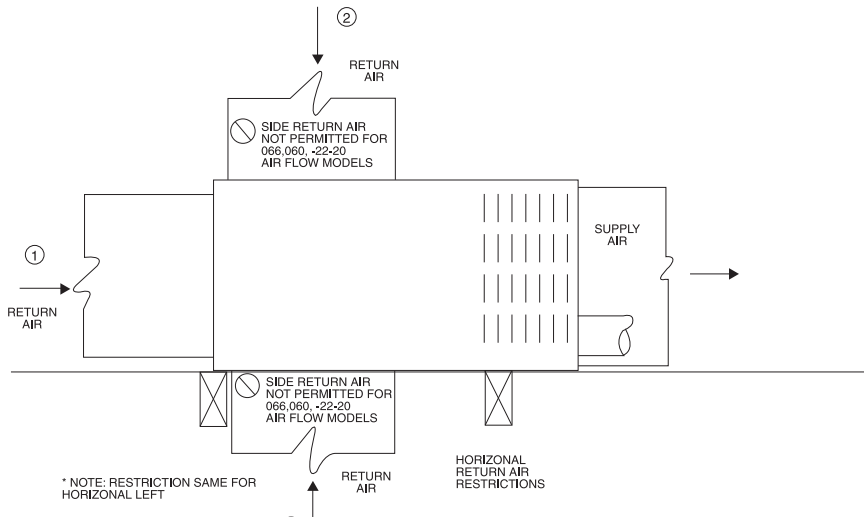 ②
RETURN
AIR
SIDE RETURN AIR
NOT PERMITTED FOR
066,060, -22-20
AIR FLOW MODELS
①
RETURN
AIR
SUPPLY
AIR
SIDE RETURN AIR
NOT PERMITTED FOR
066,060, -22-20
AIR FLOW MODELS
RETURN
AIR
HORIZONAL
RETURN AIR
RESTRICTIONS
* NOTE: RESTRICTION SAME FOR
HORIZONAL LEFT